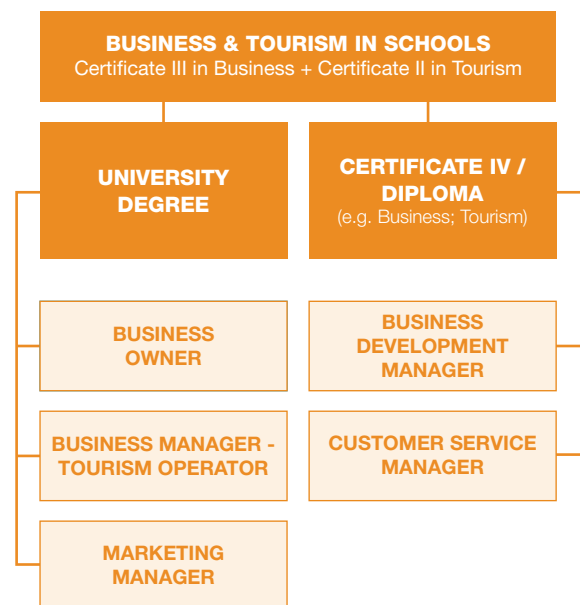 BUSINESS & TOURISM IN SCHOOLS
Certificate III in Business + Certificate II in Tourism
UNIVERSITY
DEGREE
CERTIFICATE IV /
DIPLOMA
(e.g. Business; Tourism)
BUSINESS
OWNER
BUSINESS
DEVELOPMENT
MANAGER
BUSINESS MANAGER -
TOURISM OPERATOR
CUSTOMER SERVICE
MANAGER
MARKETING
MANAGER